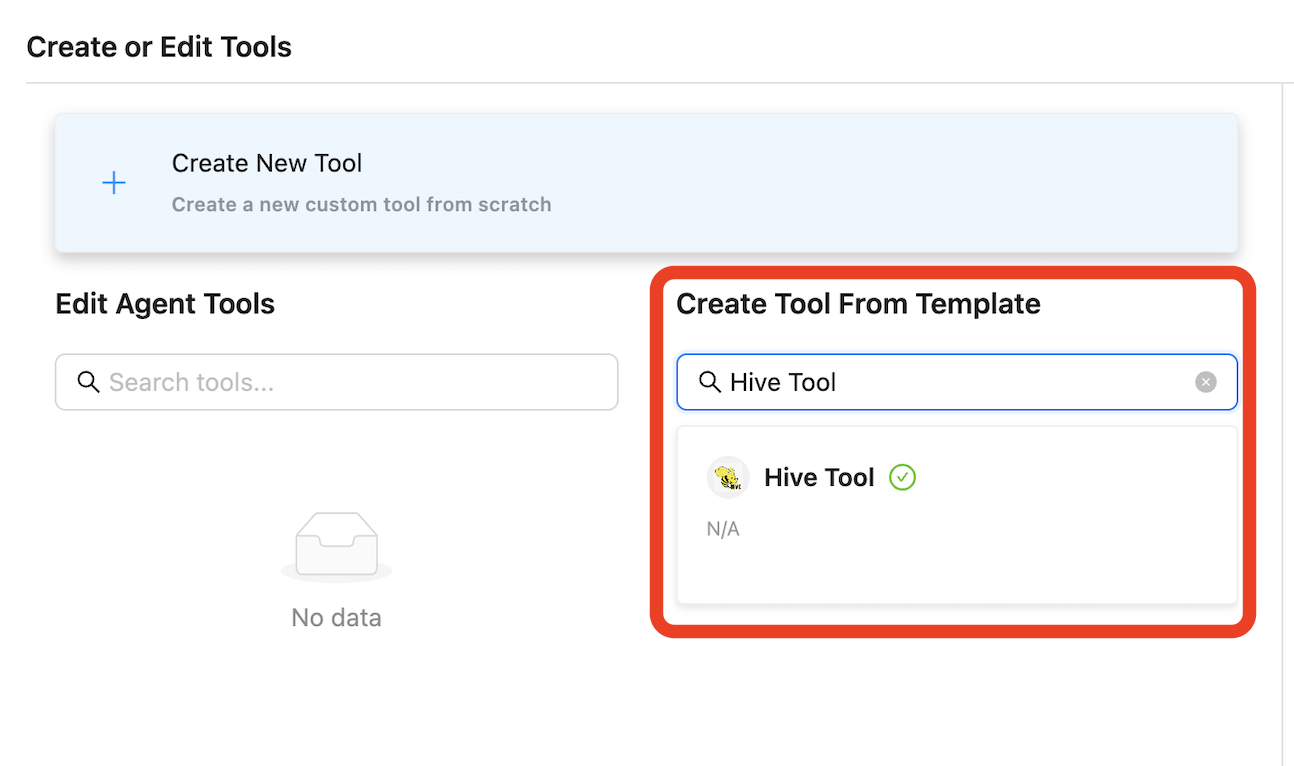 Create or Edit Tools
Create New Tool
Create a new custom tool from scratch
Edit Agent Tools
Search tools...
No data
Create Tool From Template
Hive Tool
Hive Tool
N/A